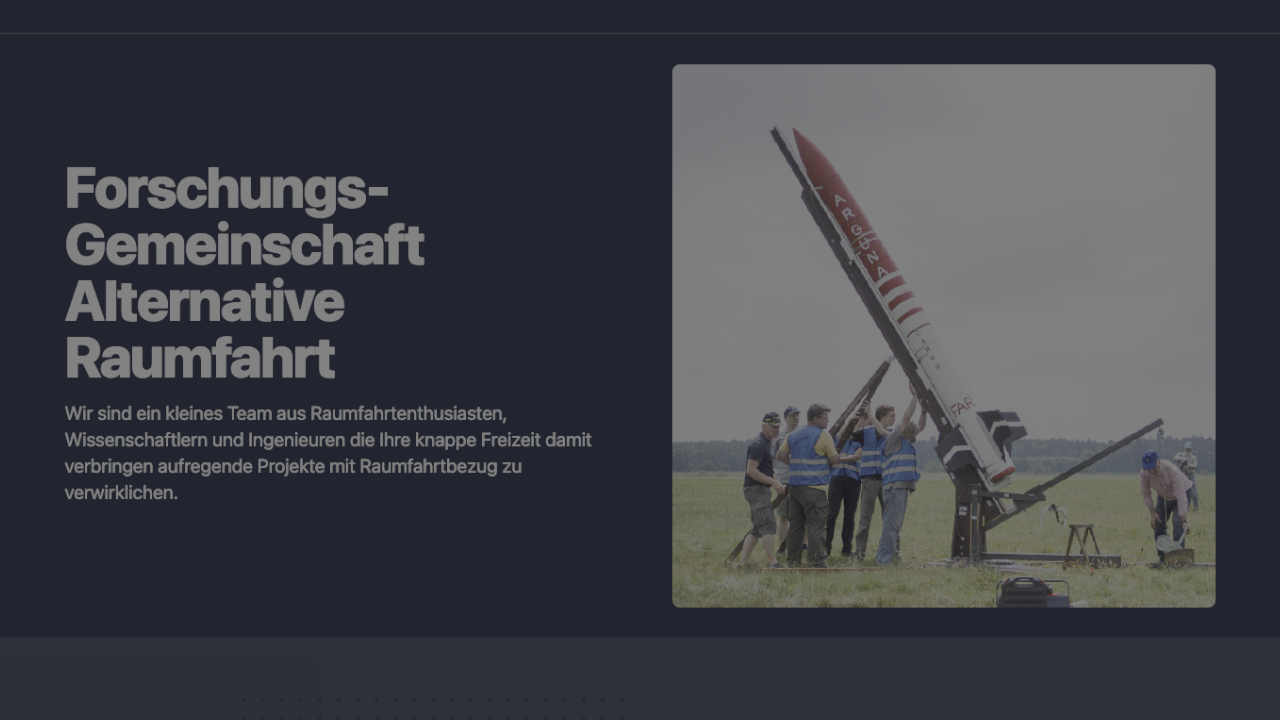 Forschungs-
Gemeinschaft
Alternative
Raumfahrt
Wir sind ein kleines Team aus Raumfahrtenthusiasten,
Wissenschaftlern und Ingenieuren die Ihre knappe Freizeit damit
verbringen aufregende Projekte mit Raumfahrtbezug zu
verwirklichen.
ARGUNA
FAR